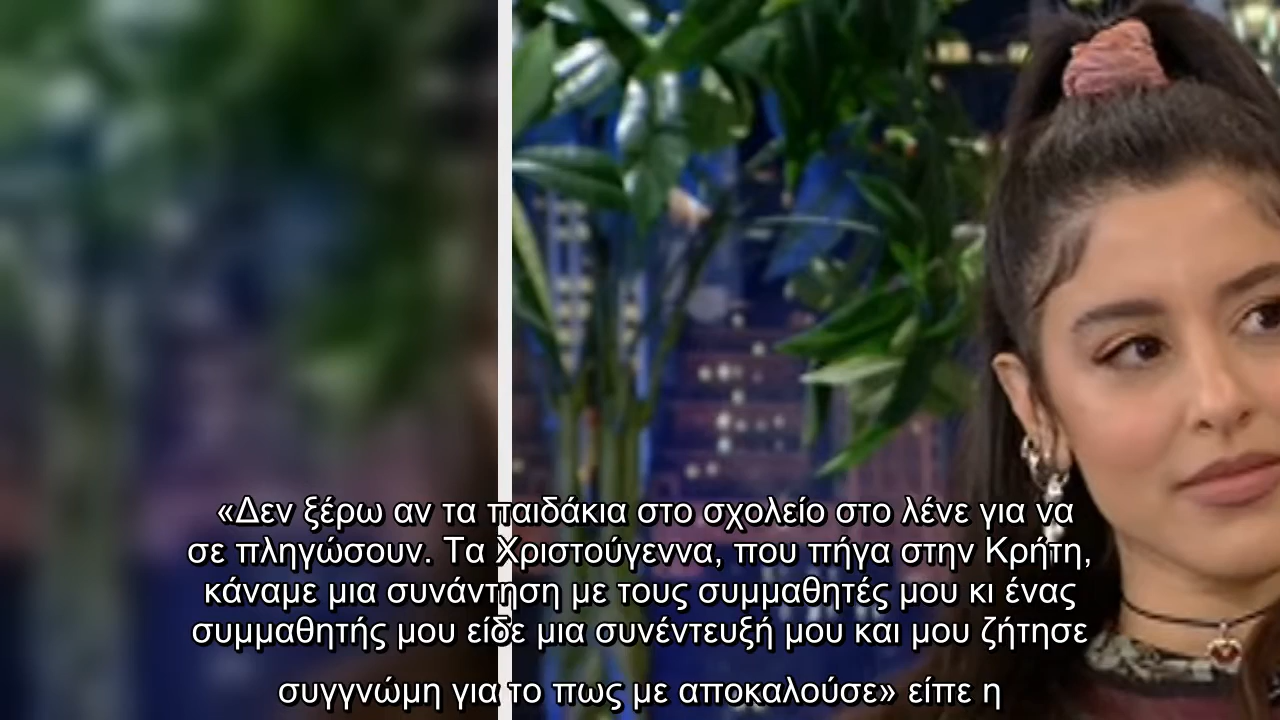 «Δεν ξέρω αν τα παιδάκια στο σχολείο στο λένε για να
σε πληγώσουν. Τα Χριστούγεννα, που πήγα στην Κρήτη,
κάναμε μια συνάντηση με τους συμμαθητές μου κι ένας
συμμαθητής μου είδε μια συνέντευξή μου και μου ζήτησε
συγγνώμη για το πως με αποκαλούσε» είπε η